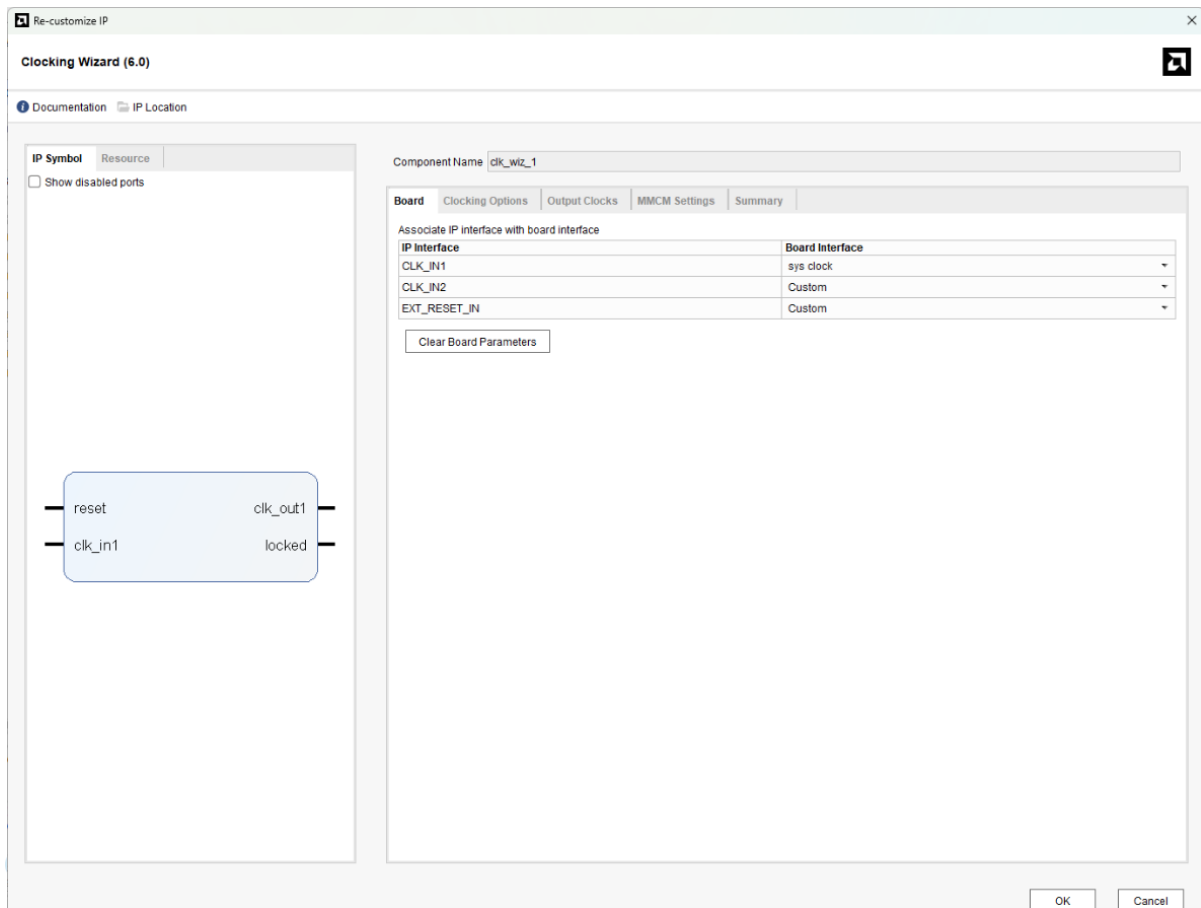 Re-customize IP
Clocking Wizard (6.0)
Documentation IP Location
IP Symbol Resource
Show disabled ports
reset clk_out1
clk_in1 locked
Component Name clk_wiz_1
Board Clocking Options Output Clocks MMCM Settings Summary
Associate IP interface with board interface
IP Interface Board Interface
CLK_IN1 sys clock
CLK_IN2 Custom
EXT_RESET_IN Custom
Clear Board Parameters
OK Cancel